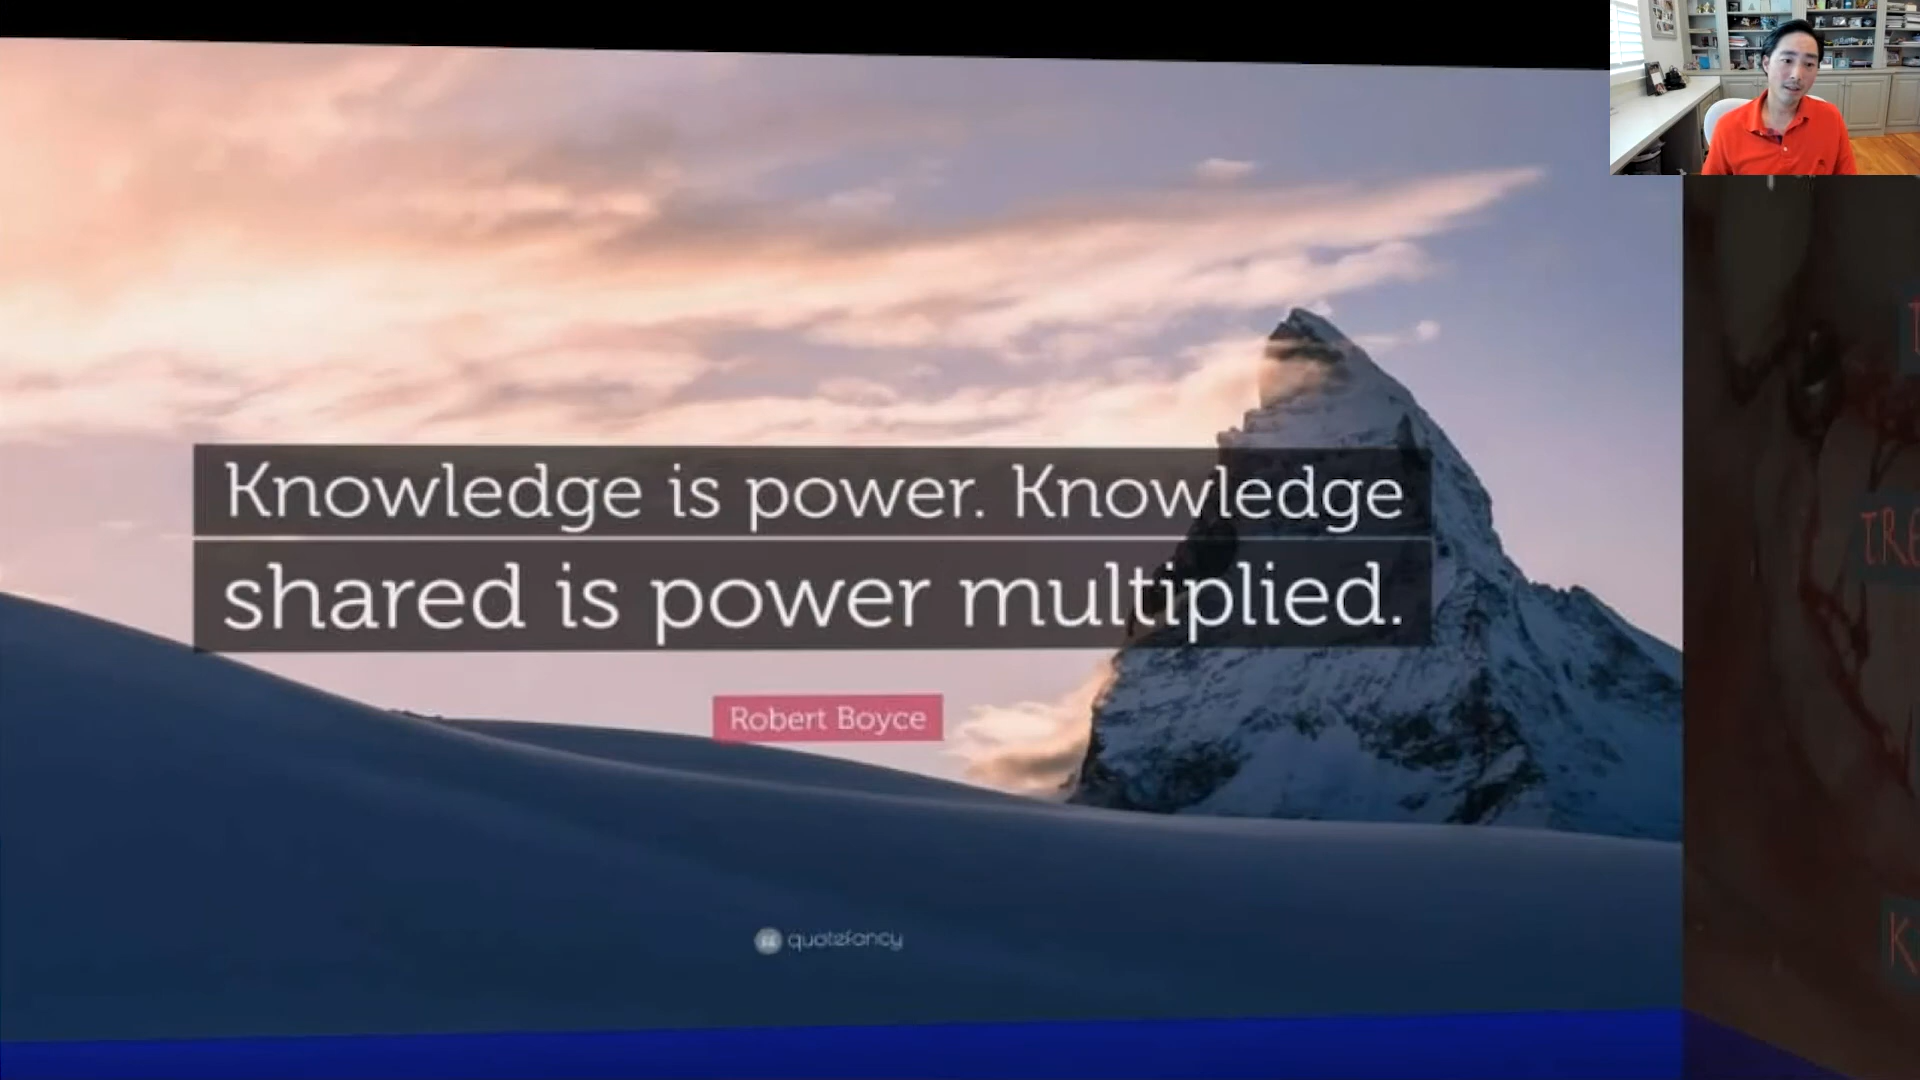 Knowledge is power. Knowledge
shared is power multiplied.
Robert Boyce
quotefancy